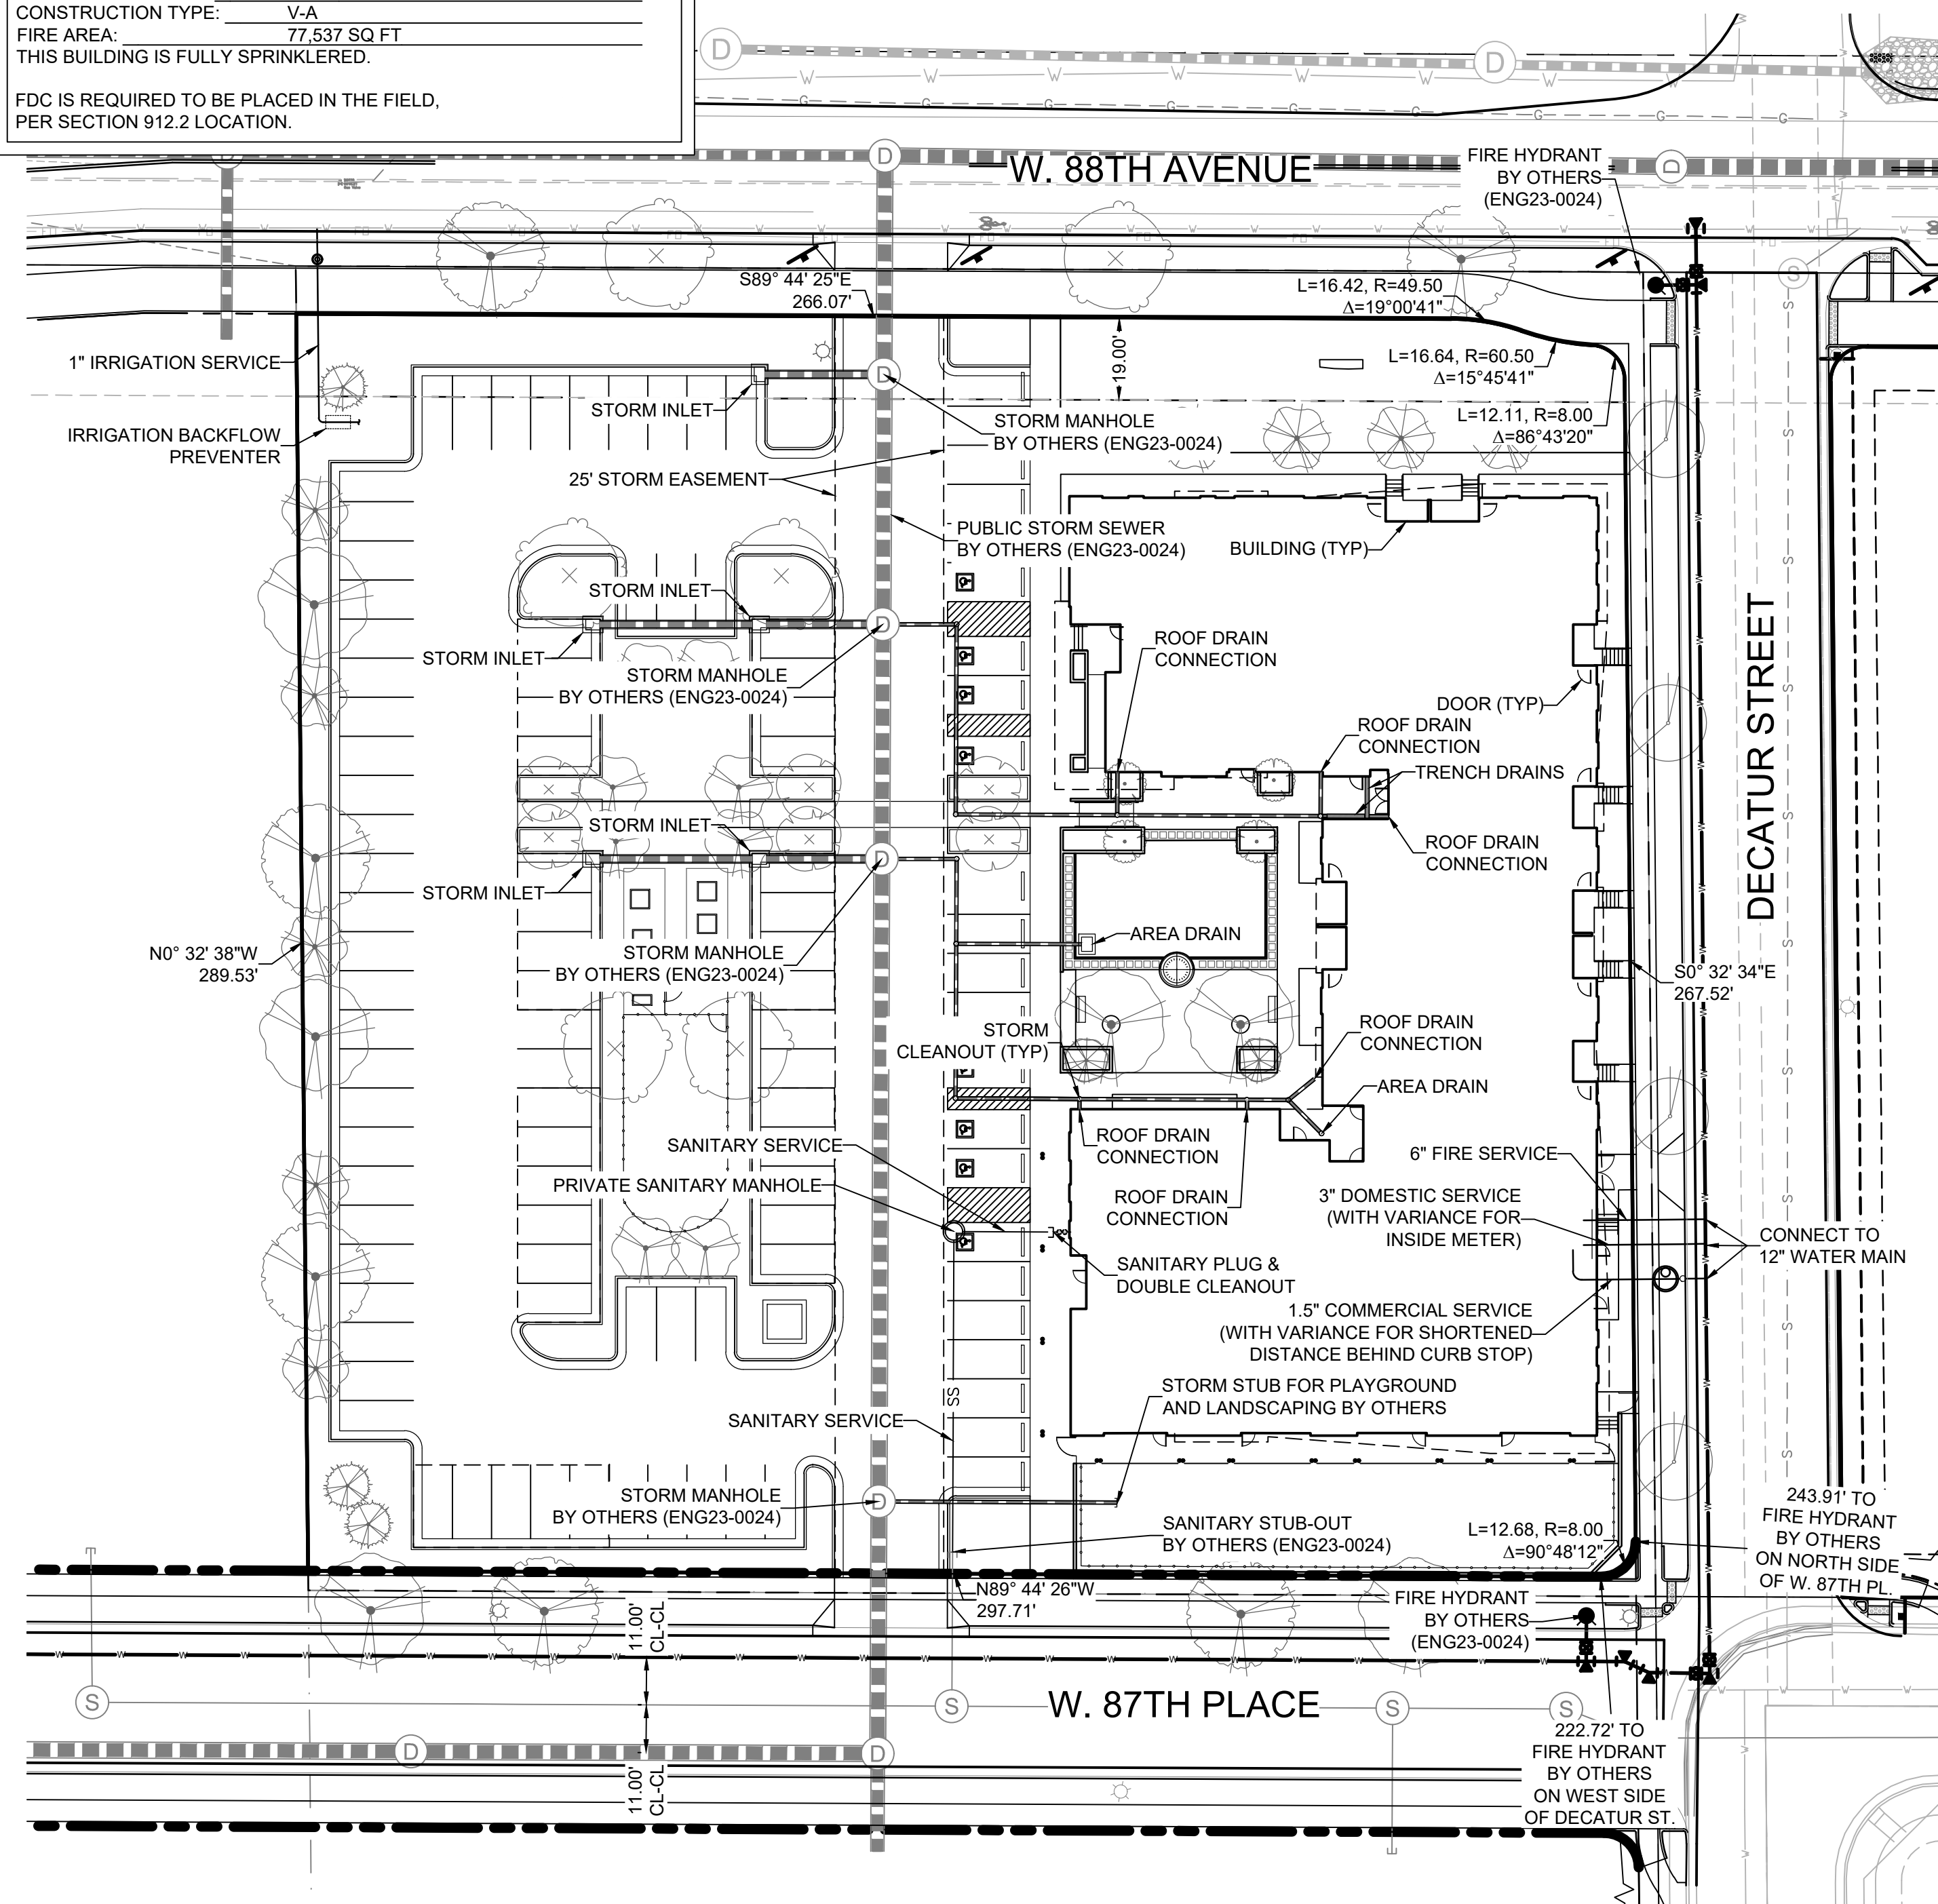 CONSTRUCTION TYPE: V-A
FIRE AREA: 77,537 SQ FT
THIS BUILDING IS FULLY SPRINKLERED.
FDC IS REQUIRED TO BE PLACED IN THE FIELD,
PER SECTION 912.2 LOCATION.
W. 88TH AVENUE
FIRE HYDRANT
BY OTHERS
(ENG23-0024)
S89° 44' 25"E
266.07'
L=16.42, R=49.50
Δ=19°00'41"
L=16.64, R=60.50
Δ=15°45'41"
L=12.11, R=8.00
Δ=86°43'20"
19.00'
1" IRRIGATION SERVICE
IRRIGATION BACKFLOW
PREVENTER
STORM INLET
STORM MANHOLE
BY OTHERS (ENG23-0024)
25' STORM EASEMENT
PUBLIC STORM SEWER
BY OTHERS (ENG23-0024)
BUILDING (TYP)
STORM INLET
STORM INLET
STORM MANHOLE
BY OTHERS (ENG23-0024)
ROOF DRAIN
CONNECTION
DOOR (TYP)
ROOF DRAIN
CONNECTION
TRENCH DRAINS
DECATUR STREET
STORM INLET
ROOF DRAIN
CONNECTION
STORM INLET
AREA DRAIN
STORM MANHOLE
BY OTHERS (ENG23-0024)
N0° 32' 38"W
289.53'
S0° 32' 34"E
267.52'
STORM
CLEANOUT (TYP)
ROOF DRAIN
CONNECTION
AREA DRAIN
SANITARY SERVICE
ROOF DRAIN
CONNECTION
6" FIRE SERVICE
PRIVATE SANITARY MANHOLE
ROOF DRAIN
CONNECTION
3" DOMESTIC SERVICE
(WITH VARIANCE FOR
INSIDE METER)
CONNECT TO
12" WATER MAIN
SANITARY PLUG &
DOUBLE CLEANOUT
1.5" COMMERCIAL SERVICE
(WITH VARIANCE FOR SHORTENED
DISTANCE BEHIND CURB STOP)
STORM STUB FOR PLAYGROUND
AND LANDSCAPING BY OTHERS
SS
SANITARY SERVICE
STORM MANHOLE
BY OTHERS (ENG23-0024)
SANITARY STUB-OUT
BY OTHERS (ENG23-0024)
L=12.68, R=8.00
Δ=90°48'12"
243.91' TO
FIRE HYDRANT
BY OTHERS
ON NORTH SIDE
OF W. 87TH PL.
N89° 44' 26"W
297.71'
FIRE HYDRANT
BY OTHERS
(ENG23-0024)
11.00'
CL-CL
W. 87TH PLACE
11.00'
CL-CL
222.72' TO
FIRE HYDRANT
BY OTHERS
ON WEST SIDE
OF DECATUR ST.